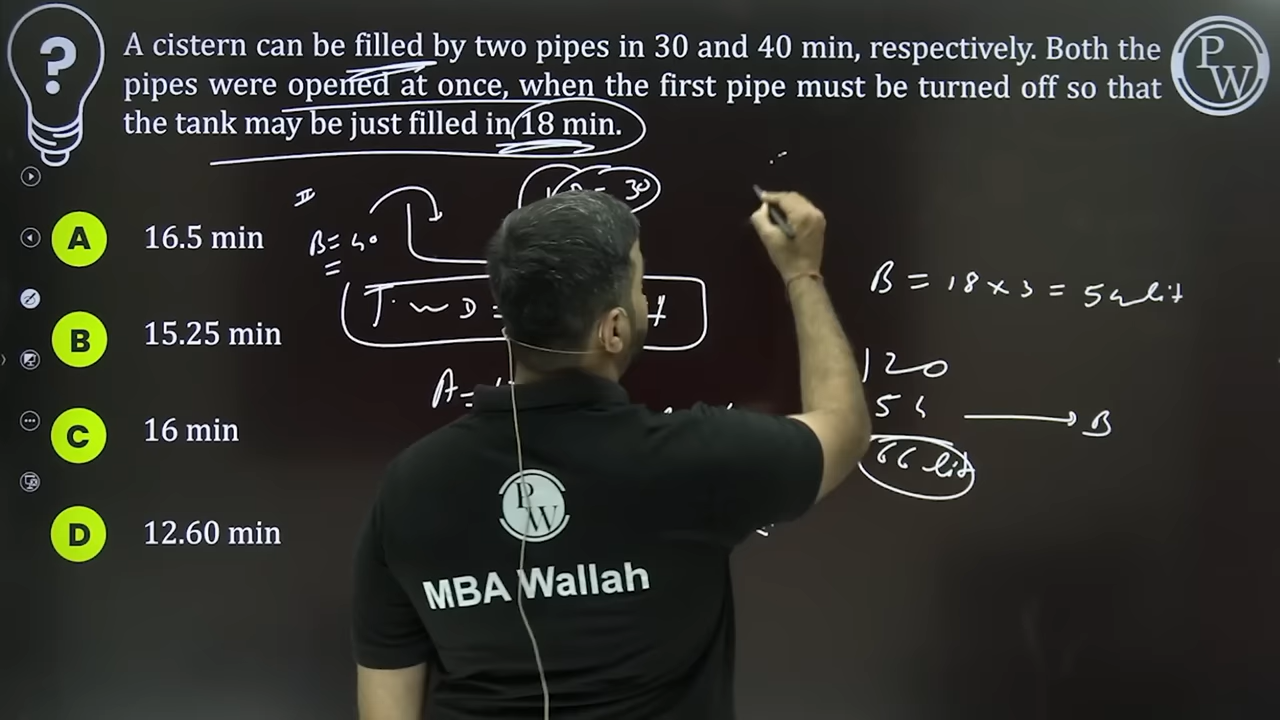 ?
A cistern can be filled by two pipes in 30 and 40 min, respectively. Both the
pipes were opened at once, when the first pipe must be turned off so that
the tank may be just filled in 18 min.
P
W
II
= 30
B = 40
=
T W D =
A =
A 16.5 min
B 15.25 min
C 16 min
D 12.60 min
B = 18 x 3 = 54 lit
120
54 → B
66 lit
P
W
MBA Wallah